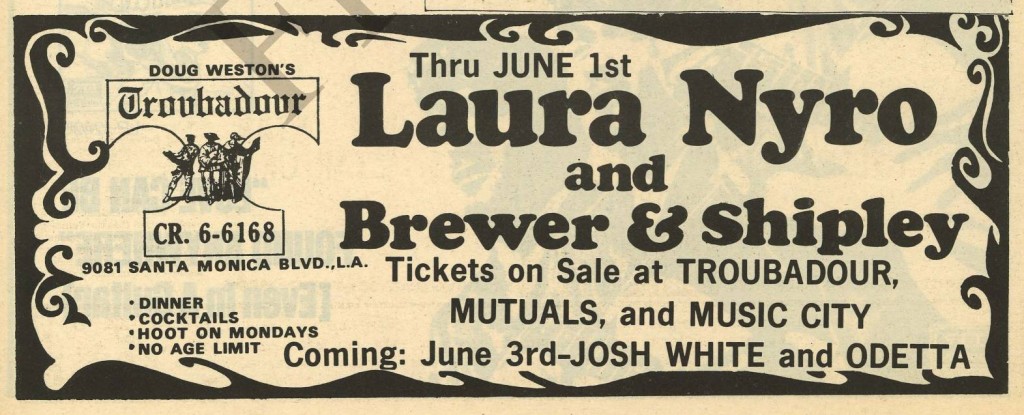 DOUG WESTON'S
Troubadour
CR. 6-6168
9081 SANTA MONICA BLVD., L.A.
• DINNER
• COCKTAILS
• HOOT ON MONDAYS
• NO AGE LIMIT
Thru JUNE 1st
Laura Nyro
and
Brewer & Shipley
Tickets on Sale at TROUBADOUR,
MUTUALS, and MUSIC CITY
Coming: June 3rd–JOSH WHITE and ODETTA